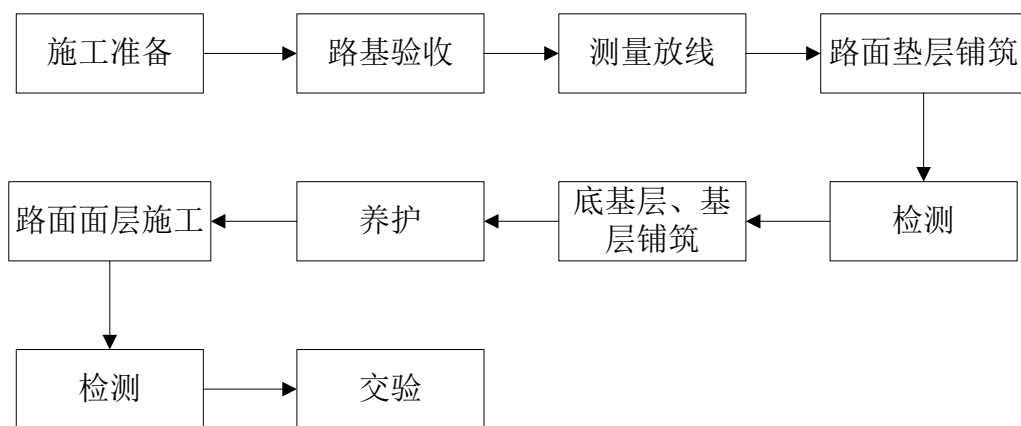 施工准备
路基验收
测量放线
路面垫层铺筑
路面面层施工
养护
底基层、基
层铺筑
检测
检测
交验